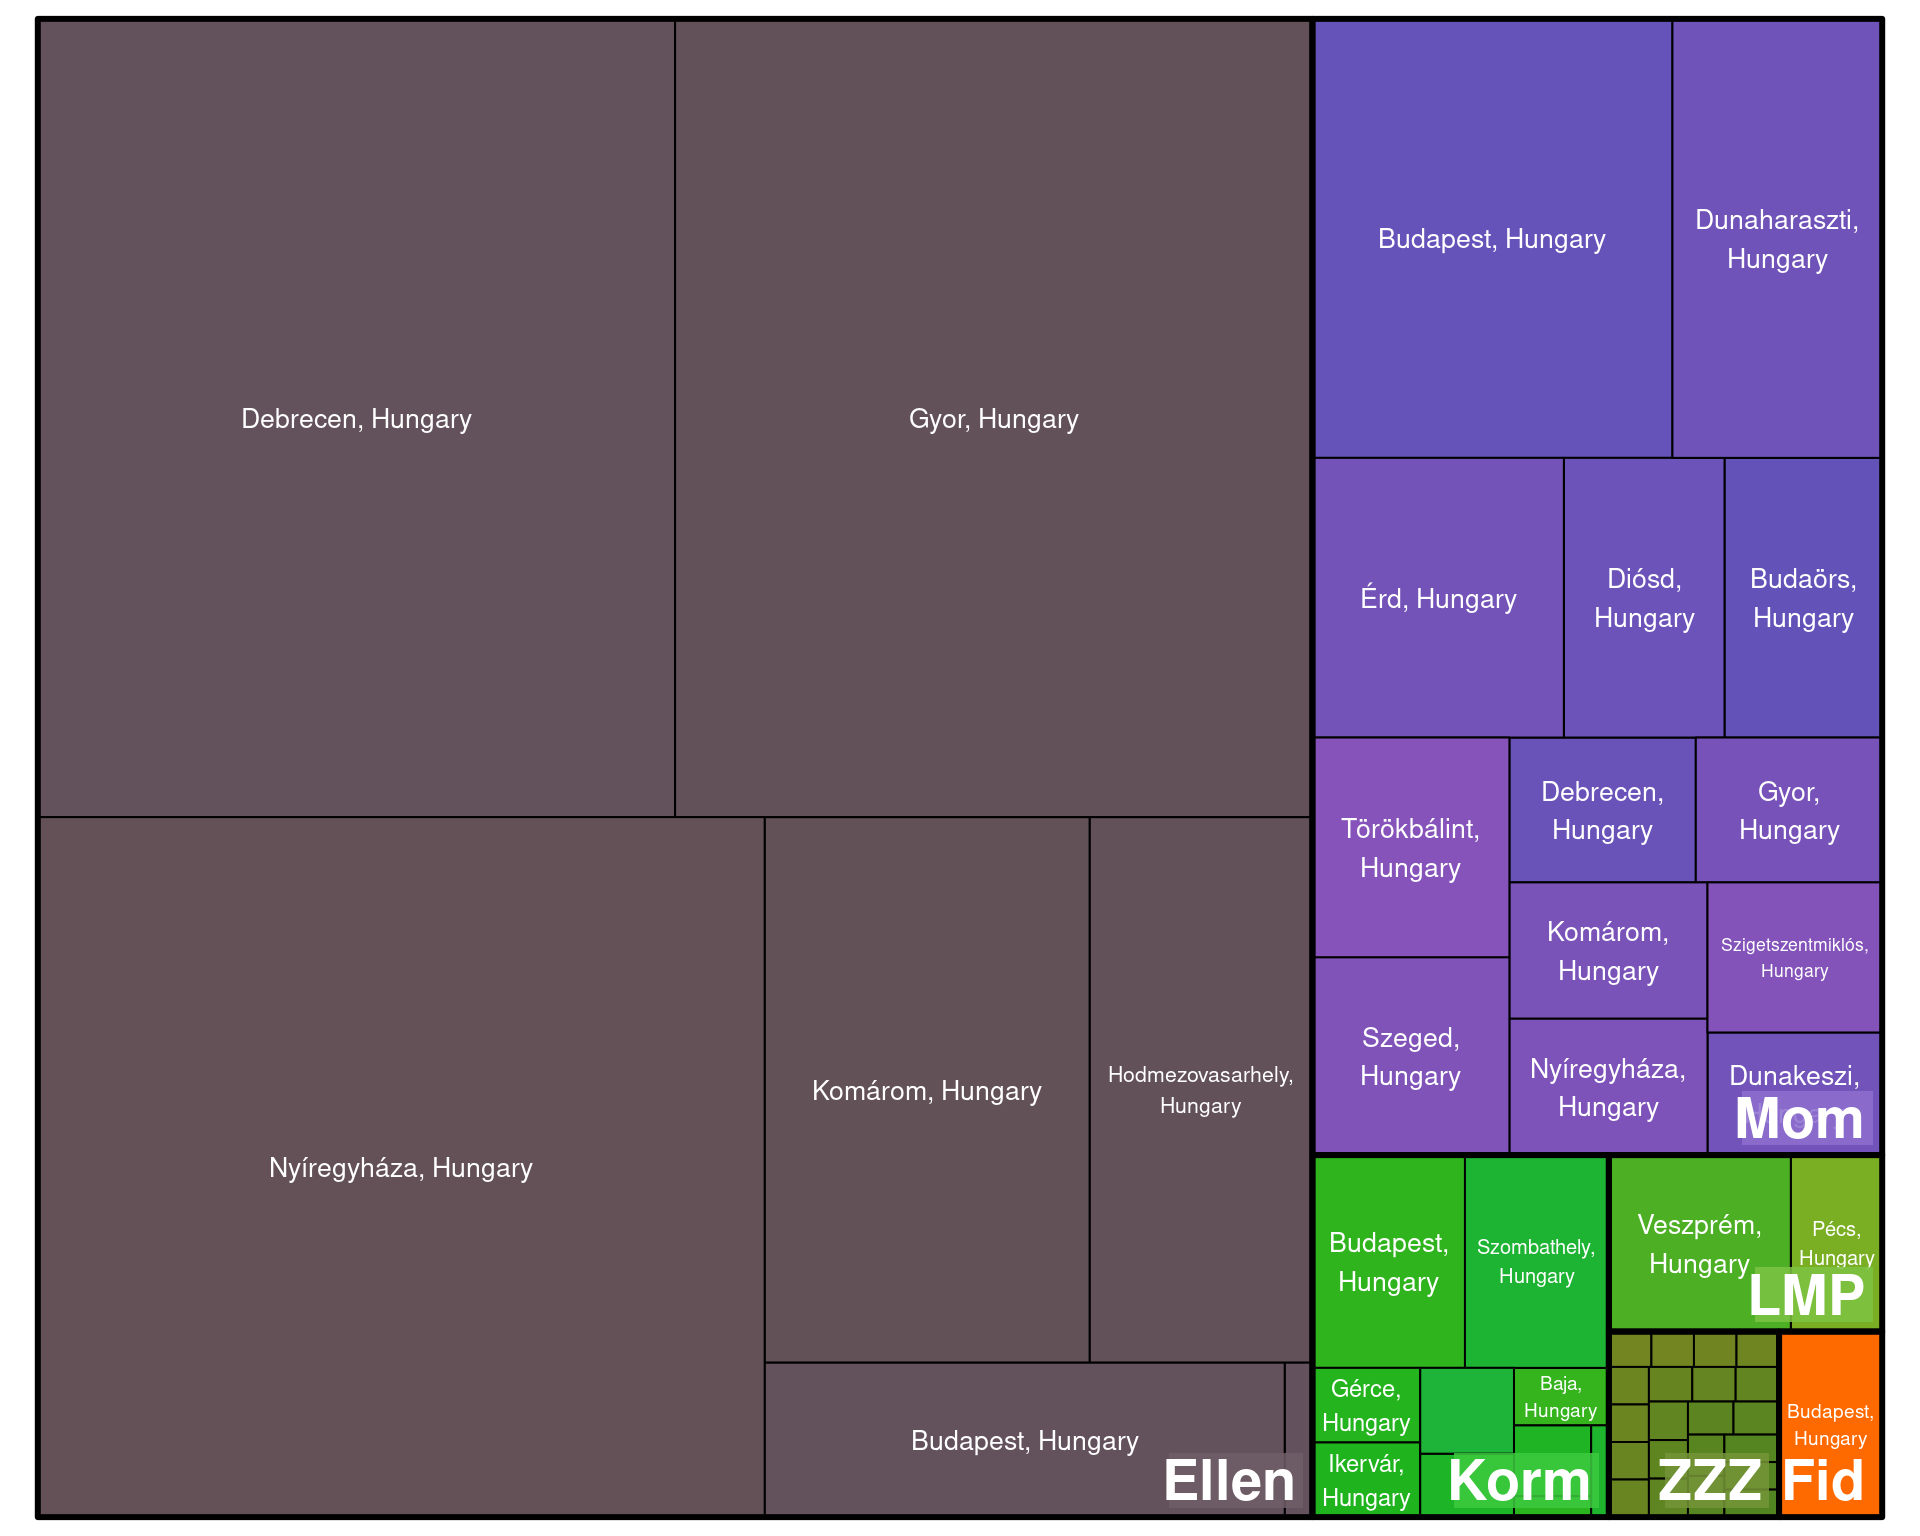 Debrecen, Hungary
Gyor, Hungary
Nyíregyháza, Hungary
Komárom, Hungary
Hodmezovasarhely,
Hungary
Budapest, Hungary
Ellen
Budapest, Hungary
Dunaharaszti,
Hungary
Érd, Hungary
Diósd,
Hungary
Budaörs,
Hungary
Törökbálint,
Hungary
Debrecen,
Hungary
Gyor,
Hungary
Komárom,
Hungary
Szigetszentmiklós,
Hungary
Szeged,
Hungary
Nyíregyháza,
Hungary
Dunakeszi,
Mom
Budapest,
Hungary
Szombathely,
Hungary
Gérce,
Hungary
Baja,
Hungary
Ikervár,
Hungary
Korm
Veszprém,
Hungary
Pécs,
Hungary
LMP
ZZZ
Budapest,
Hungary
Fid